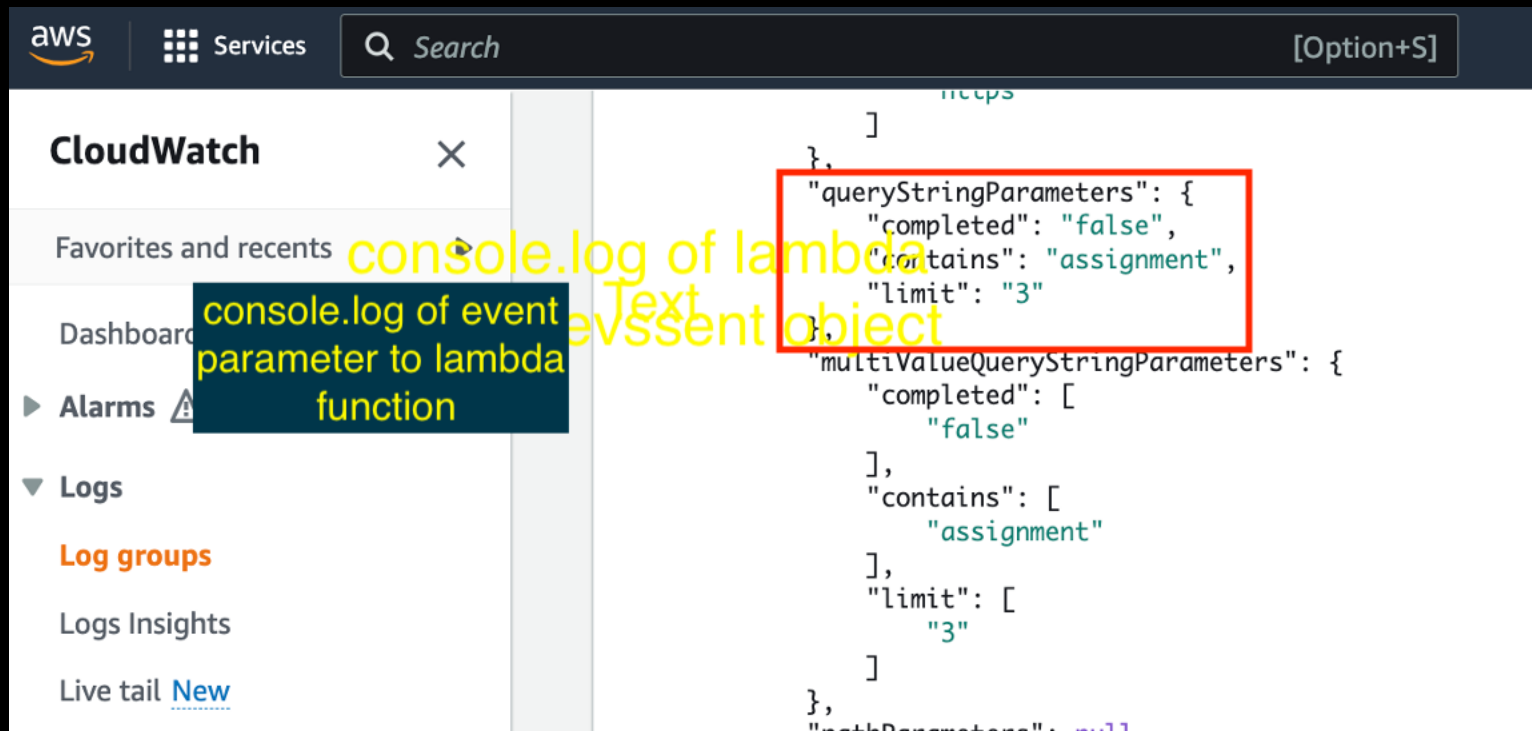 aws
Services
Search
[Option+S]
CloudWatch
Favorites and recents
Dashboard
Alarms
Logs
Log groups
Logs Insights
Live tail New
console.log of lambda
evssent object
Text
console.log of event
parameter to lambda
function
https
]
},
"queryStringParameters": {
"completed": "false",
"contains": "assignment",
"limit": "3"
},
"multiValueQueryStringParameters": {
"completed": [
"false"
],
"contains": [
"assignment"
],
"limit": [
"3"
]
},
"pathParameters": null